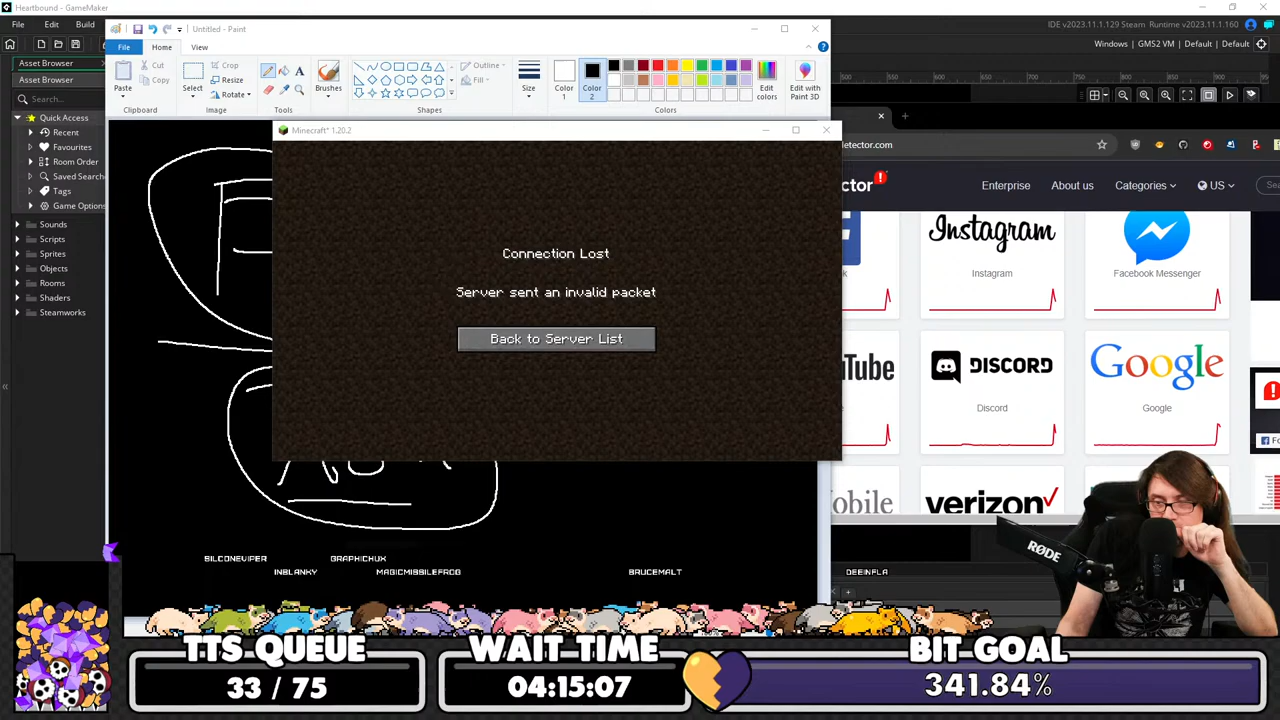 Heartbound - GameMaker
File Edit Build
IDE v2023.11.1.129 Steam Runtime v2023.11.1.160
Windows | GMS2 VM | Default | Default
Asset Browser
Asset Browser
Search...
Quick Access
Recent
Favourites
Room Order
Saved Search
Tags
Game Options
Sounds
Scripts
Sprites
Objects
Rooms
Shaders
Steamworks
Untitled - Paint
File Home View
Paste
Cut
Copy
Clipboard
Select
Crop
Resize
Rotate
Image
Tools
Brushes
Shapes
Outline
Fill
Size
Color 1
Color 2
Colors
Edit colors
Edit with Paint 3D
Minecraft* 1.20.2
Connection Lost
Server sent an invalid packet
Back to Server List
etector.com
ctor
Enterprise About us Categories US Sea
Instagram
Instagram
Facebook Messenger
uTube
DISCORD
Discord
Google
Google
Mobile
verizon
RØDE
BILCONEVIPER
GRAPHICHUX
INBLANKY
MAGICMISSILEFROG
BRUCEMALT
DEEINFLA
TTS QUEUE
33 / 75
WAIT TIME
04:15:07
BIT GOAL
341.84%